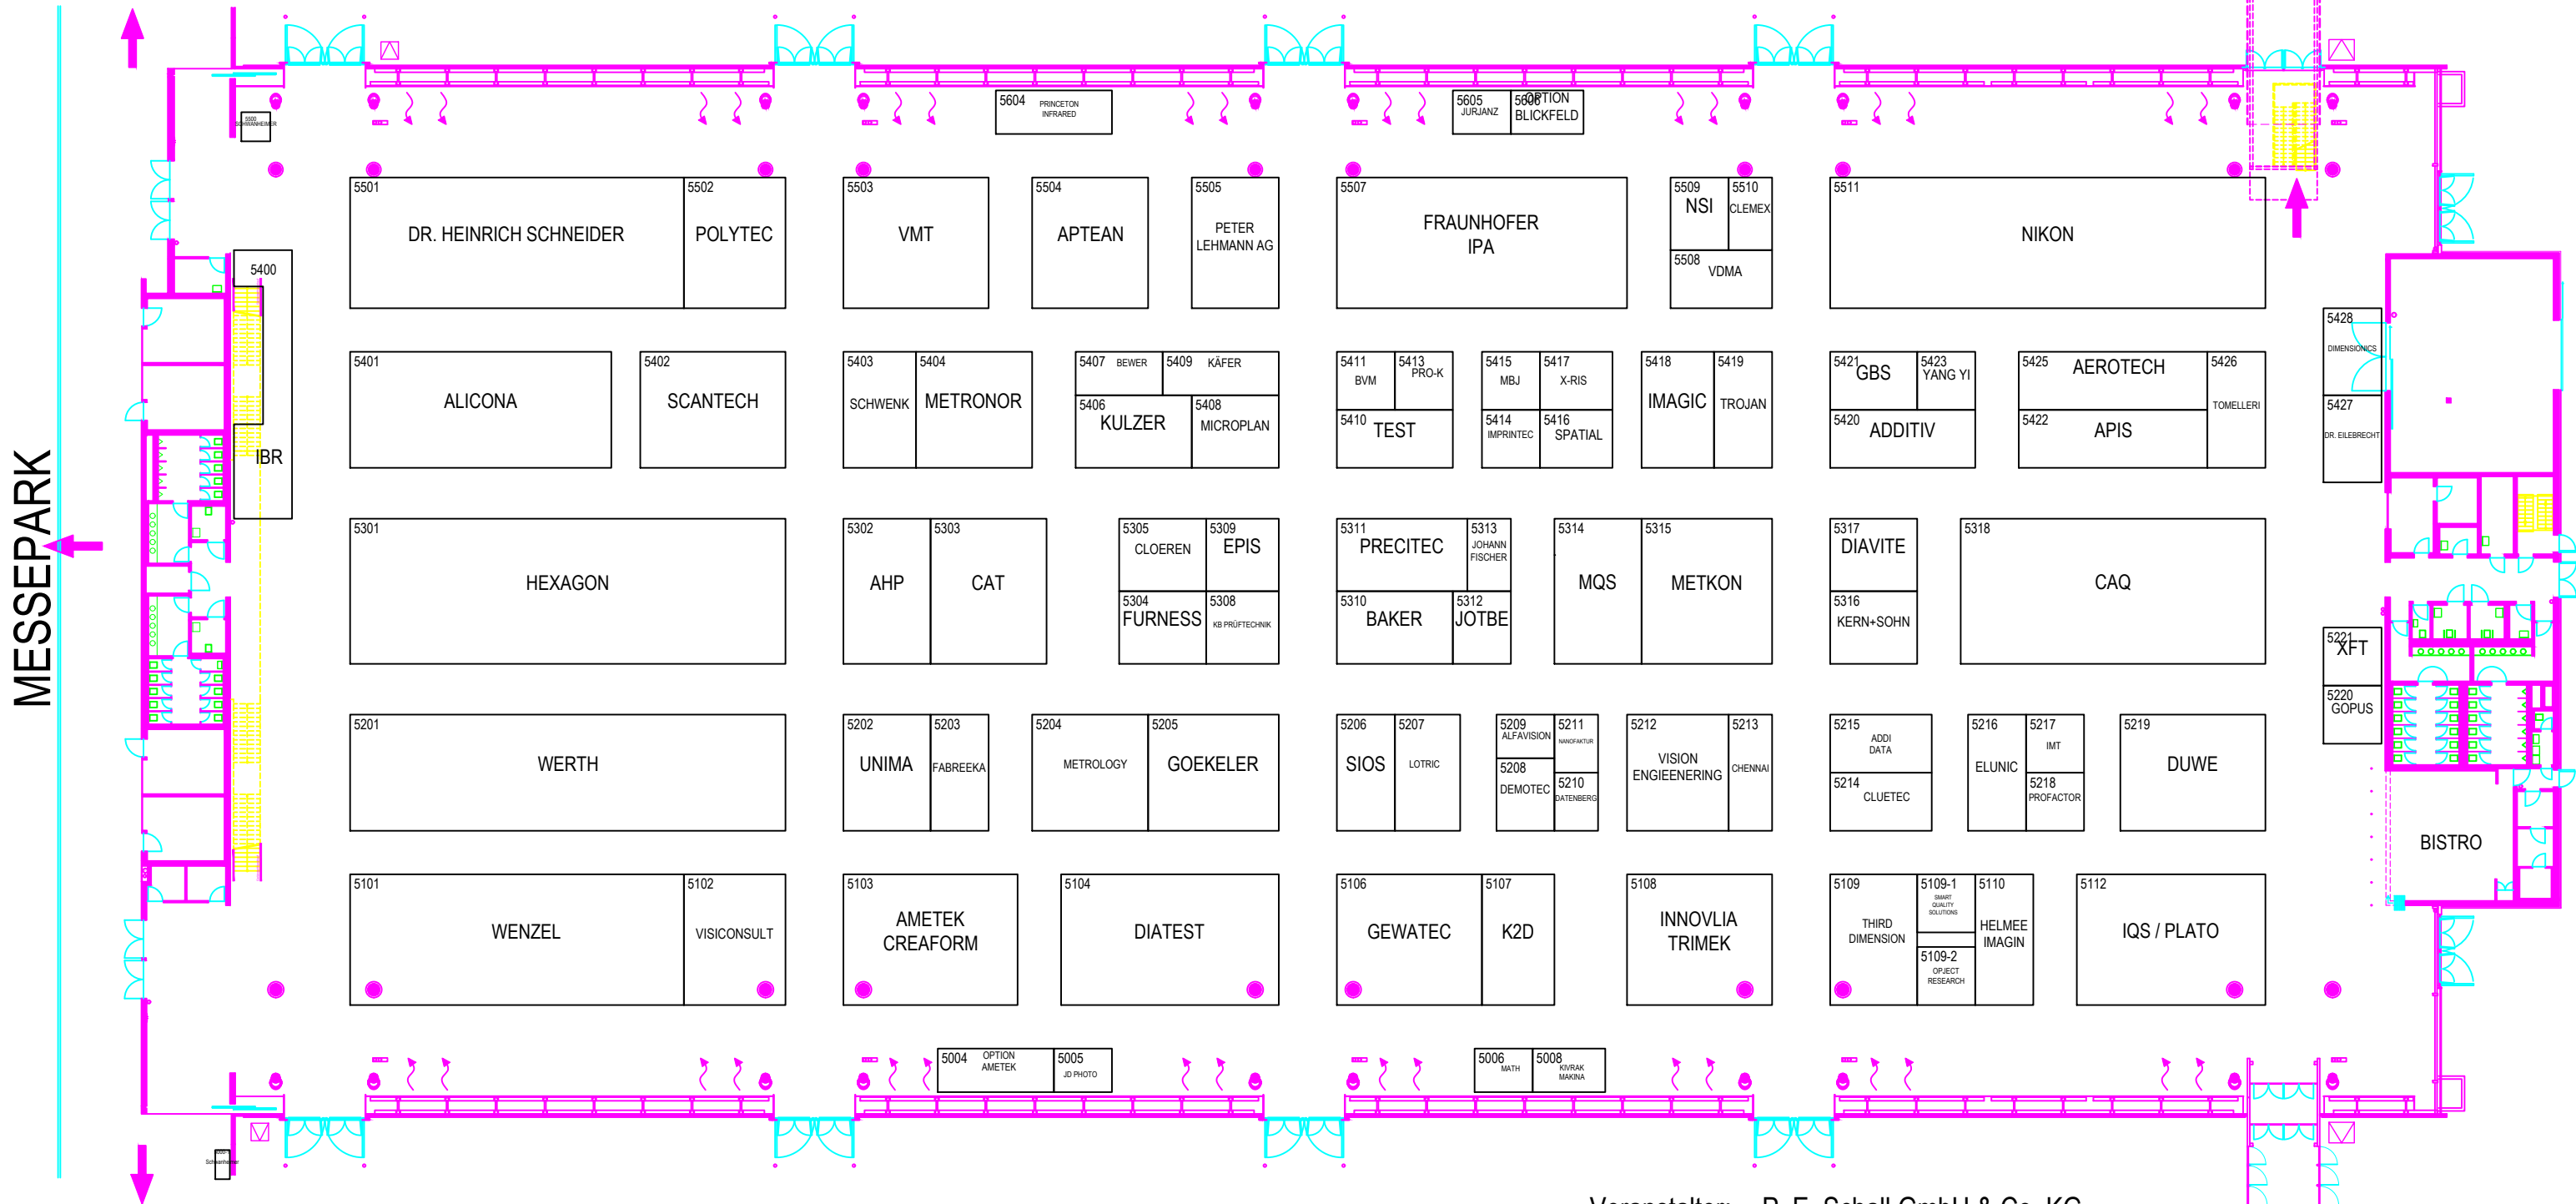 MESSEPARK
5604 PRINCETON
INFRARED
5605
JURJANZ
5606 OPTION
BLICKFELD
5500
SCHWANHEIMER
5501
DR. HEINRICH SCHNEIDER
5502
POLYTEC
5503
VMT
5504
APTEAN
5505
PETER
LEHMANN AG
5507
FRAUNHOFER
IPA
5509
NSI
5510
CLEMEX
5508
VDMA
5511
NIKON
5400
IBR
5401
ALICONA
5402
SCANTECH
5403
SCHWENK
5404
METRONOR
5407 BEWER
5409 KÄFER
5406
KULZER
5408
MICROPLAN
5411
BVM
5413
PRO-K
5410
TEST
5415
MBJ
5417
X-RIS
5414
IMPRINTEC
5416
SPATIAL
5418
IMAGIC
5419
TROJAN
5421
GBS
5423
YANG YI
5420
ADDITIV
5425
AEROTECH
5426
TOMELLERI
5422
APIS
5428
DIMENSIONICS
5427
DR. EILEBRECHT
5301
HEXAGON
5302
AHP
5303
CAT
5305
CLOEREN
5309
EPIS
5304
FURNESS
5308
KB PRÜFTECHNIK
5311
PRECITEC
5313
JOHANN
FISCHER
5310
BAKER
5312
JOTBE
5314
MQS
5315
METKON
5317
DIAVITE
5316
KERN+SOHN
5318
CAQ
5221
XFT
5220
GOPUS
5201
WERTH
5202
UNIMA
5203
FABREEKA
5204
METROLOGY
5205
GOEKELER
5206
SIOS
5207
LOTRIC
5209
ALFAVISION
5211
NANOFAKTUR
5208
DEMOTEC
5210
DATENBERG
5212
VISION
ENGIEENERING
5213
CHENNAI
5215
ADDI
DATA
5214
CLUETEC
5216
ELUNIC
5217
IMT
5218
PROFACTOR
5219
DUWE
BISTRO
5101
WENZEL
5102
VISICONSULT
5103
AMETEK
CREAFORM
5104
DIATEST
5106
GEWATEC
5107
K2D
5108
INNOVLIA
TRIMEK
5109
THIRD
DIMENSION
5109-1
SMART
QUALITY
SOLUTIONS
5109-2
OPJECT
RESEARCH
5110
HELMEE
IMAGIN
5112
IQS / PLATO
5004 OPTION
AMETEK
5005
JD PHOTO
5006
MATH
5008
KIVRAK
MAKINA
Schwanheimer
Veranstalter: P. E. Schall GmbH & Co. KG